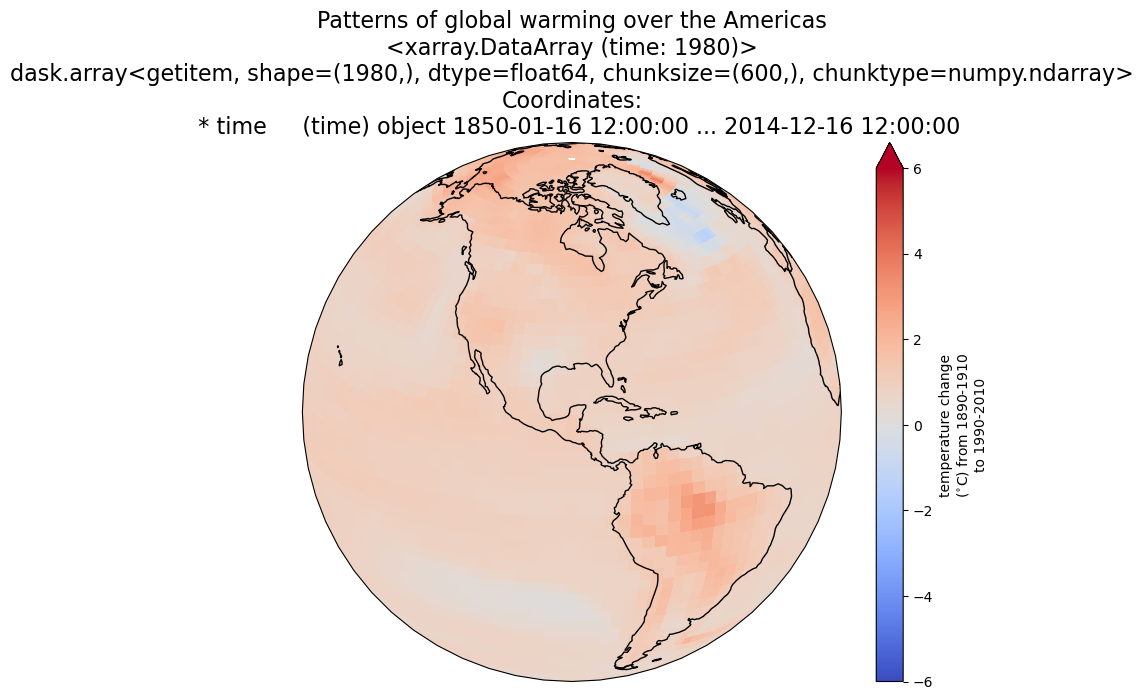 Patterns of global warming over the Americas
<xarray.DataArray (time: 1980)>
dask.array<getitem, shape=(1980,), dtype=float64, chunksize=(600,), chunktype=numpy.ndarray>
Coordinates:
* time     (time) object 1850-01-16 12:00:00 ... 2014-12-16 12:00:00
6
4
2
0
−2
−4
−6
temperature change
(°C) from 1890-1910
to 1990-2010